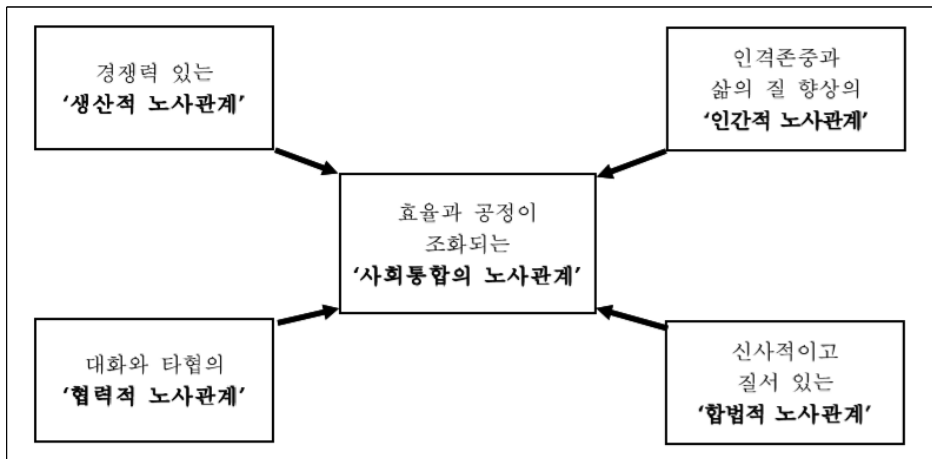 경쟁력 있는
‘생산적 노사관계’
인격존중과
삶의 질 향상의
‘인간적 노사관계’
효율과 공정이
조화되는
‘사회통합의 노사관계’
대화와 타협의
‘협력적 노사관계’
신사적이고
질서 있는
‘합법적 노사관계’